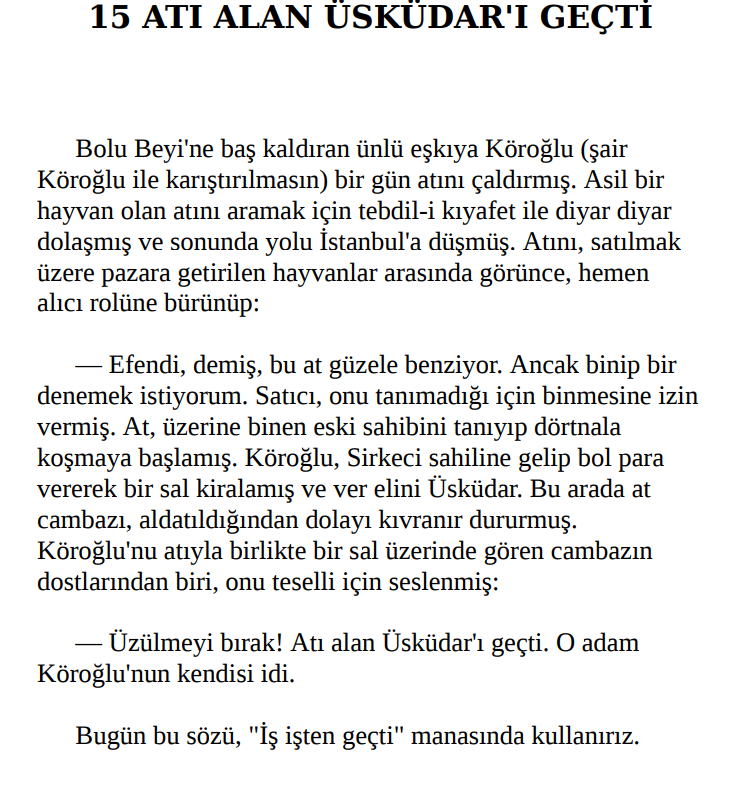 15 ATI ALAN ÜSKÜDAR'I GEÇTİ
Bolu Beyi'ne baş kaldıran ünlü eşkıya Köroğlu (şair
Köroğlu ile karıştırılmasın) bir gün atını çaldırmış. Asil bir
hayvan olan atını aramak için tebdil-i kıyafet ile diyar diyar
dolaşmış ve sonunda yolu İstanbul'a düşmüş. Atını, satılmak
üzere pazara getirilen hayvanlar arasında görünce, hemen
alıcı rolüne bürünüp:
— Efendi, demiş, bu at güzele benziyor. Ancak binip bir
denemek istiyorum. Satıcı, onu tanımadığı için binmesine izin
vermiş. At, üzerine binen eski sahibini tanıyıp dörtnala
koşmaya başlamış. Köroğlu, Sirkeci sahiline gelip bol para
vererek bir sal kiralamış ve ver elini Üsküdar. Bu arada at
cambazı, aldatıldığından dolayı kıvranır dururmuş.
Köroğlu'nu atıyla birlikte bir sal üzerinde gören cambazın
dostlarından biri, onu teselli için seslenmiş:
— Üzülmeyi bırak! Atı alan Üsküdar'ı geçti. O adam
Köroğlu'nun kendisi idi.
Bugün bu sözü, "İş işten geçti" manasında kullanırız.